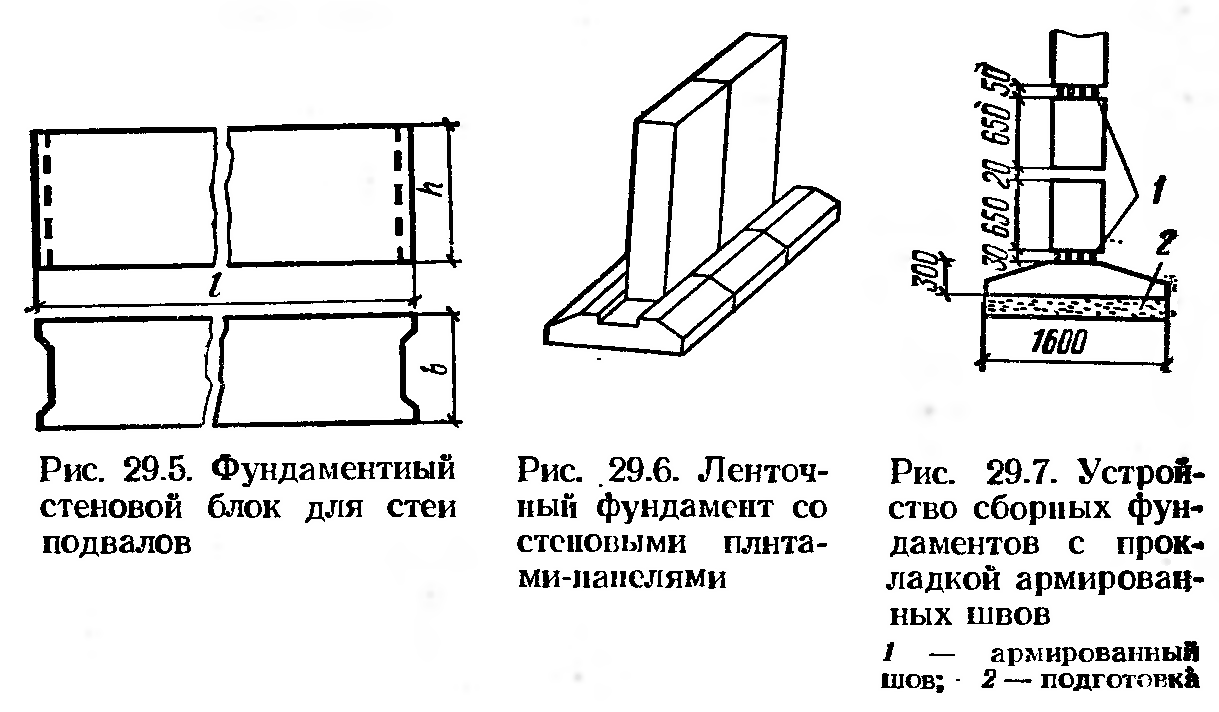 h
l
b
50
650
20
650
30
300
1
2
1600
Рис. 29.5. Фундаментный
стеновой блок для стен
подвалов
Рис. 29.6. Ленточ-
ный фундамент со
стеновыми плита-
ми-панелями
Рис. 29.7. Устрой-
ство сборных фун-
даментов с прок-
ладкой армирован-
ных швов
1 — армированный
шов; 2 — подготовка